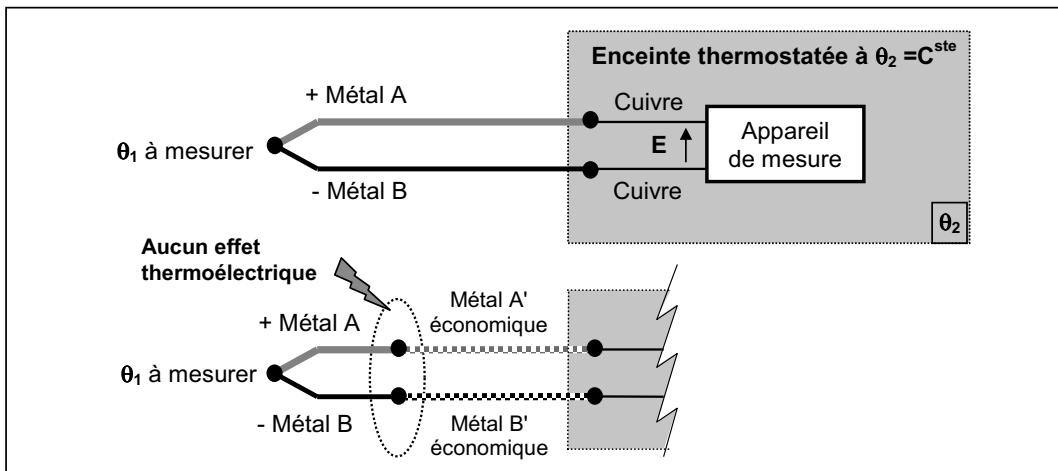 Enceinte thermostatée à θ₂ =Cˢᵗᵉ
+ Métal A
Cuivre
θ₁ à mesurer
E
Appareil
de mesure
- Métal B
Cuivre
θ₂
Aucun effet
thermoélectrique
Métal A'
économique
+ Métal A
θ₁ à mesurer
- Métal B
Métal B'
économique